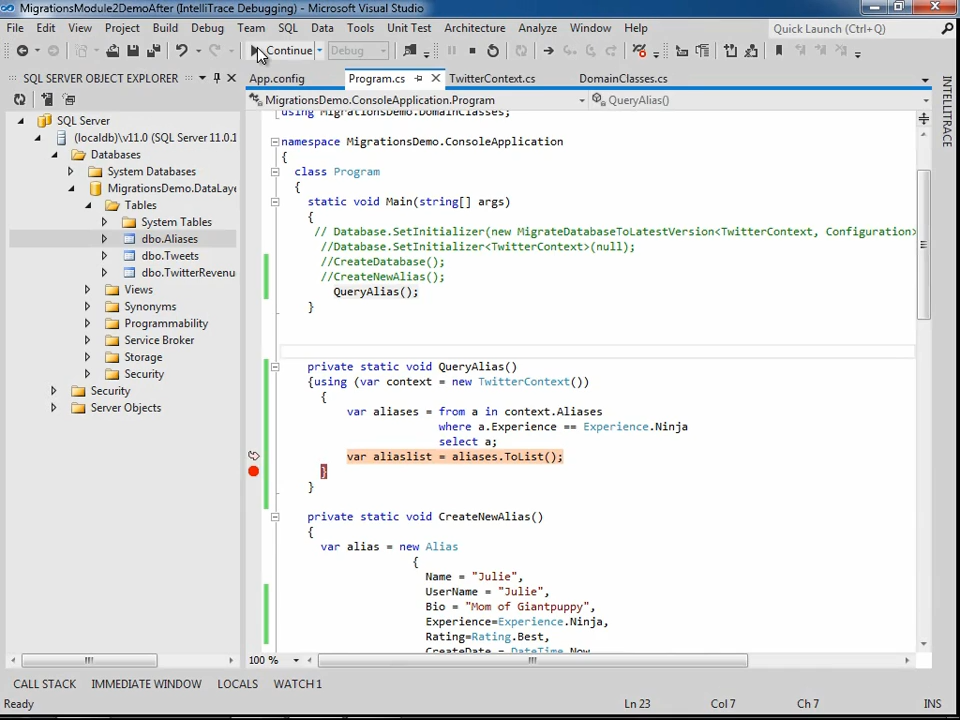 MigrationsModule2DemoAfter (IntelliTrace Debugging) - Microsoft Visual Studio
File Edit View Project Build Debug Team SQL Data Tools Unit Test Architecture Analyze Window Help
Quick Launch (Ctrl+Q)
Continue Debug
SQL SERVER OBJECT EXPLORER
App.config Program.cs TwitterContext.cs DomainClasses.cs
MigrationsDemo.ConsoleApplication.Program QueryAlias()
SQL Server
(localdb)\v11.0 (SQL Server 11.0.1
Databases
System Databases
MigrationsDemo.DataLaye
Tables
System Tables
dbo.Aliases
dbo.Tweets
dbo.TwitterRevenu
Views
Synonyms
Programmability
Service Broker
Storage
Security
Security
Server Objects
using MigrationsDemo.DomainClasses;
namespace MigrationsDemo.ConsoleApplication
{
class Program
{
static void Main(string[] args)
{
// Database.SetInitializer(new MigrateDatabaseToLatestVersion<TwitterContext, Configuration>
//Database.SetInitializer<TwitterContext>(null);
//CreateDatabase();
//CreateNewAlias();
QueryAlias();
}
private static void QueryAlias()
{using (var context = new TwitterContext())
{
var aliases = from a in context.Aliases
where a.Experience == Experience.Ninja
select a;
var aliaslist = aliases.ToList();
}
}
private static void CreateNewAlias()
{
var alias = new Alias
{
Name = "Julie",
UserName = "Julie",
Bio = "Mom of Giantpuppy",
Experience=Experience.Ninja,
Rating=Rating.Best,
CreateDate = DateTime.Now
INTELLITRACE
100 %
CALL STACK IMMEDIATE WINDOW LOCALS WATCH 1
Ready Ln 23 Col 7 Ch 7 INS